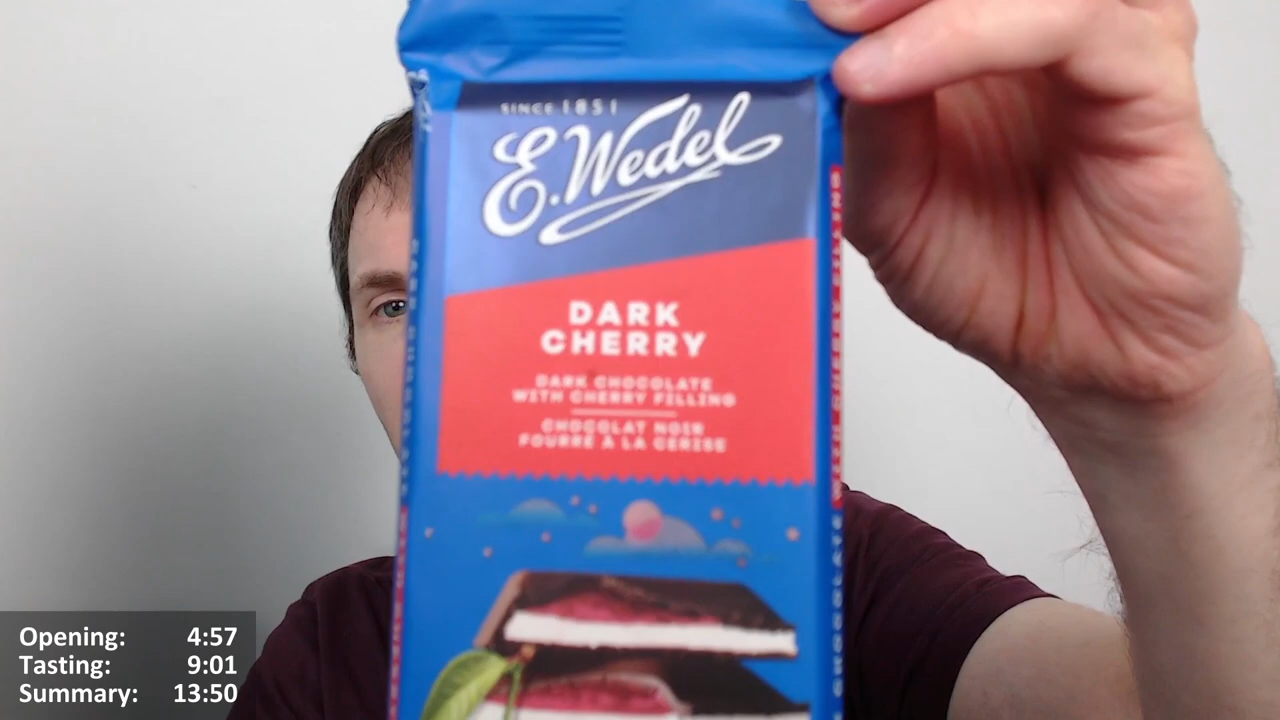 SINCE 1851
E. Wedel
DARK
CHERRY
DARK CHOCOLATE
WITH CHERRY FILLING
CHOCOLAT NOIR
FOURRÉ À LA CERISE
Opening: 4:57
Tasting: 9:01
Summary: 13:50